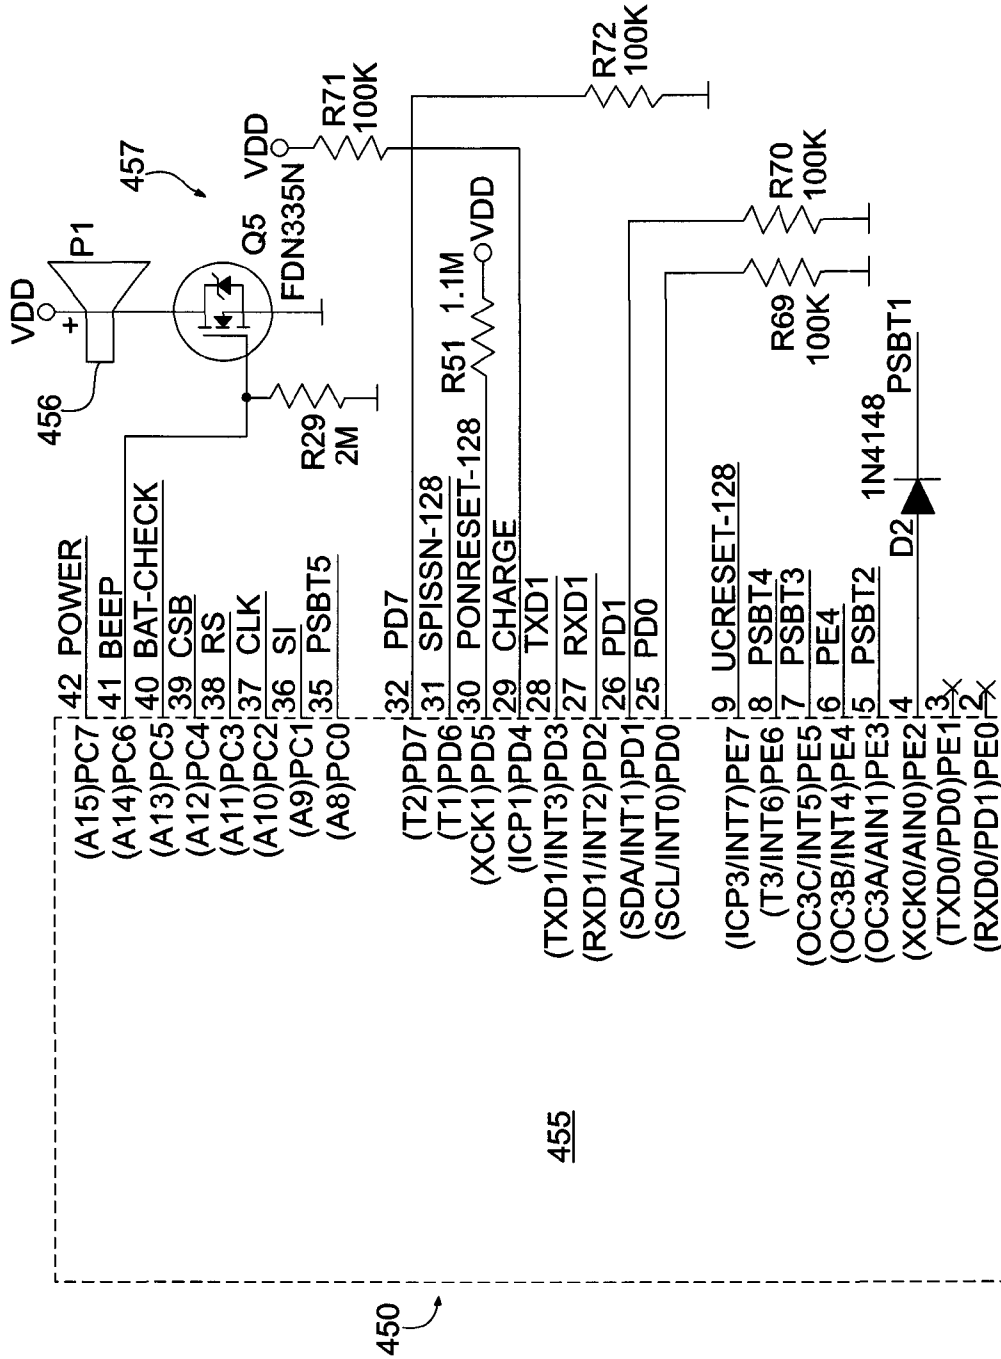 450
455
(A15)PC7 42 POWER
(A14)PC6 41 BEEP
(A13)PC5 40 BAT-CHECK
(A12)PC4 39 CSB
(A11)PC3 38 RS
(A10)PC2 37 CLK
(A9)PC1 36 SI
(A8)PC0 35 PSBT5
(T2)PD7 32 PD7
(T1)PD6 31 SPISSN-128
(XCK1)PD5 30 PONRESET-128
(ICP1)PD4 29 CHARGE
(TXD1/INT3)PD3 28 TXD1
(RXD1/INT2)PD2 27 RXD1
(SDA/INT1)PD1 26 PD1
(SCL/INT0)PD0 25 PD0
(ICP3/INT7)PE7 9 UCRESET-128
(T3/INT6)PE6 8 PSBT4
(OC3C/INT5)PE5 7 PSBT3
(OC3B/INT4)PE4 6 PE4
(OC3A/AIN1)PE3 5 PSBT2
(XCK0/AIN0)PE2 4
(TXD0/PD0)PE1 3
(RXD0/PD1)PE0 2
456
VDD
+
P1
457
Q5
FDN335N
R29
2M
VDD
R71
100K
R72
100K
R51 1.1M
VDD
R70
100K
R69
100K
D2
1N4148
PSBT1